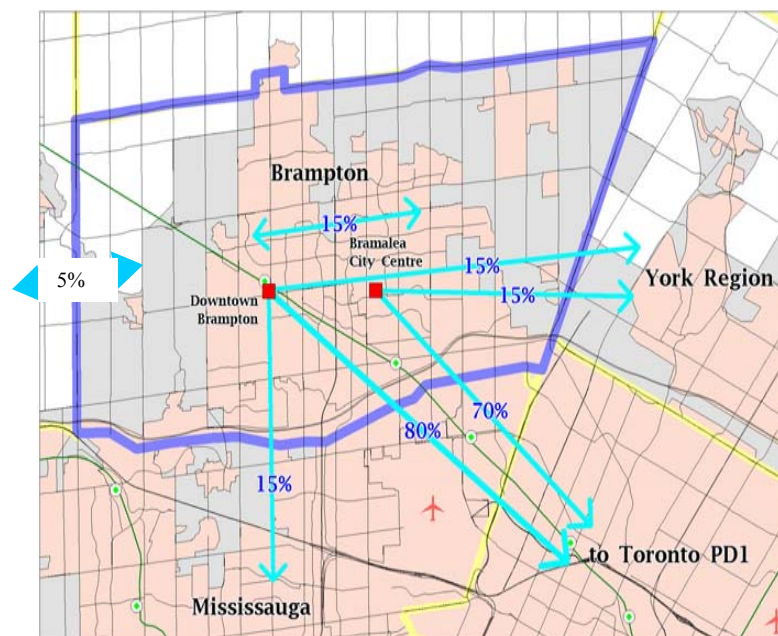 Brampton
15%
Bramalea
City Centre
5%
15%
York Region
15%
Downtown
Brampton
70%
80%
15%
to Toronto PD1
Mississauga